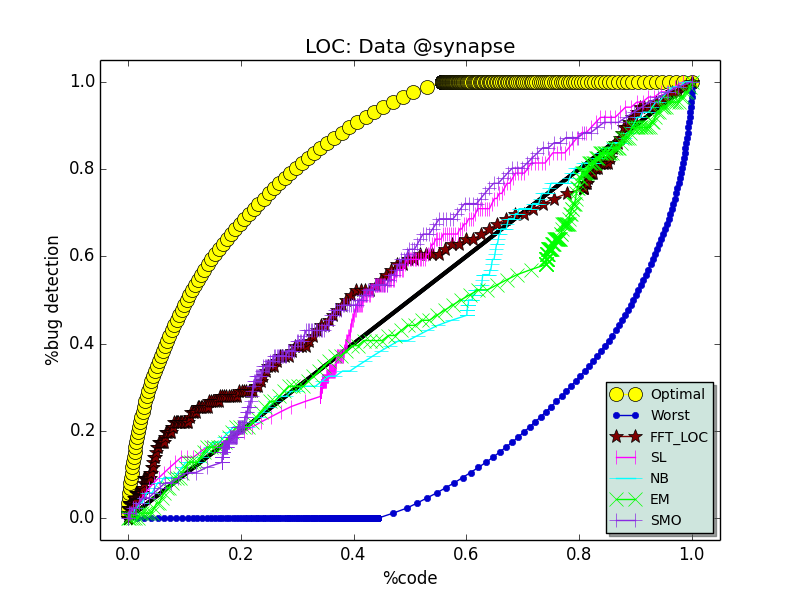 LOC: Data @synapse
1.0
0.8
0.6
0.4
0.2
0.0
%bug detection
Optimal
Worst
FFT_LOC
SL
NB
EM
SMO
0.0 0.2 0.4 0.6 0.8 1.0
%code